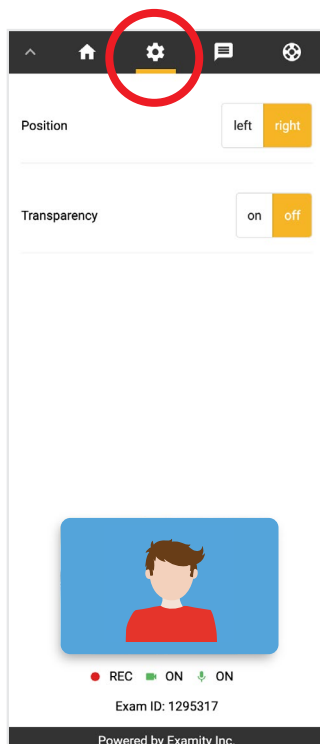 Position left right
Transparency on off
REC ON ON
Exam ID: 1295317
Powered by Examity Inc.